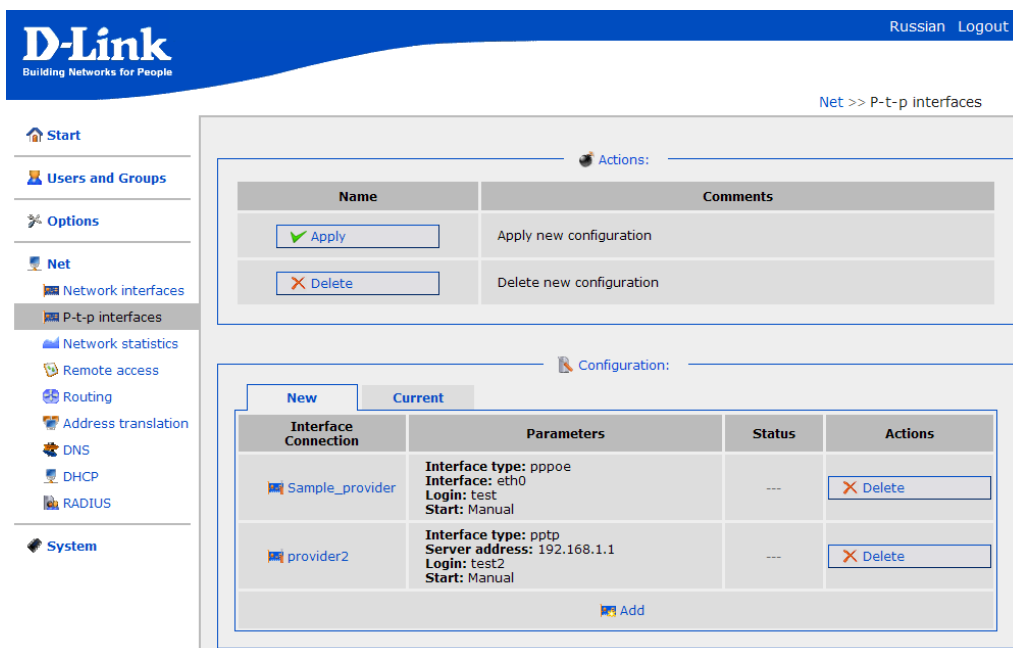 Russian Logout
D-Link
Building Networks for People
Net >> P-t-p interfaces
Start
Users and Groups
Options
Net
Network interfaces
P-t-p interfaces
Network statistics
Remote access
Routing
Address translation
DNS
DHCP
RADIUS
System
Actions:
Name Comments
Apply Apply new configuration
Delete Delete new configuration
Configuration:
New Current
Interface Connection Parameters Status Actions
Sample_provider
Interface type: pppoe
Interface: eth0
Login: test
Start: Manual
---
Delete
provider2
Interface type: pptp
Server address: 192.168.1.1
Login: test2
Start: Manual
---
Delete
Add